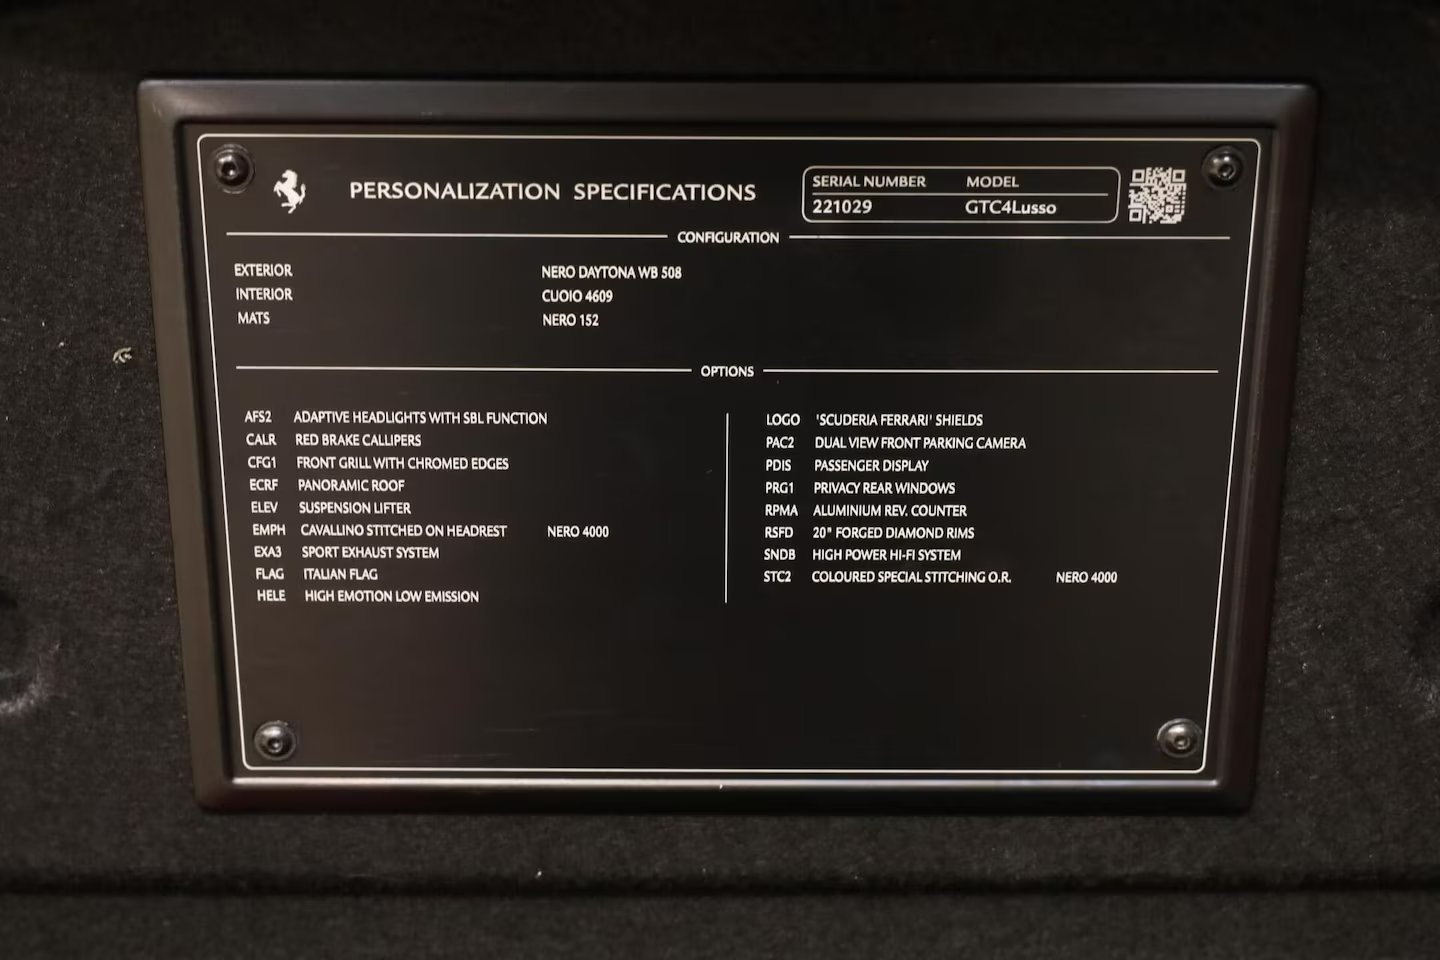 PERSONALIZATION SPECIFICATIONS
SERIAL NUMBER MODEL
221029 GTC4Lusso
CONFIGURATION
EXTERIOR NERO DAYTONA WB 508
INTERIOR CUOIO 4609
MATS NERO 152
OPTIONS
AFS2 ADAPTIVE HEADLIGHTS WITH SBL FUNCTION
CALR RED BRAKE CALLIPERS
CFG1 FRONT GRILL WITH CHROMED EDGES
ECRF PANORAMIC ROOF
ELEV SUSPENSION LIFTER
EMPH CAVALLINO STITCHED ON HEADREST NERO 4000
EXA3 SPORT EXHAUST SYSTEM
FLAG ITALIAN FLAG
HELE HIGH EMOTION LOW EMISSION
LOGO 'SCUDERIA FERRARI' SHIELDS
PAC2 DUAL VIEW FRONT PARKING CAMERA
PDIS PASSENGER DISPLAY
PRG1 PRIVACY REAR WINDOWS
RPMA ALUMINIUM REV. COUNTER
RSFD 20" FORGED DIAMOND RIMS
SNDB HIGH POWER HI-FI SYSTEM
STC2 COLOURED SPECIAL STITCHING O.R. NERO 4000